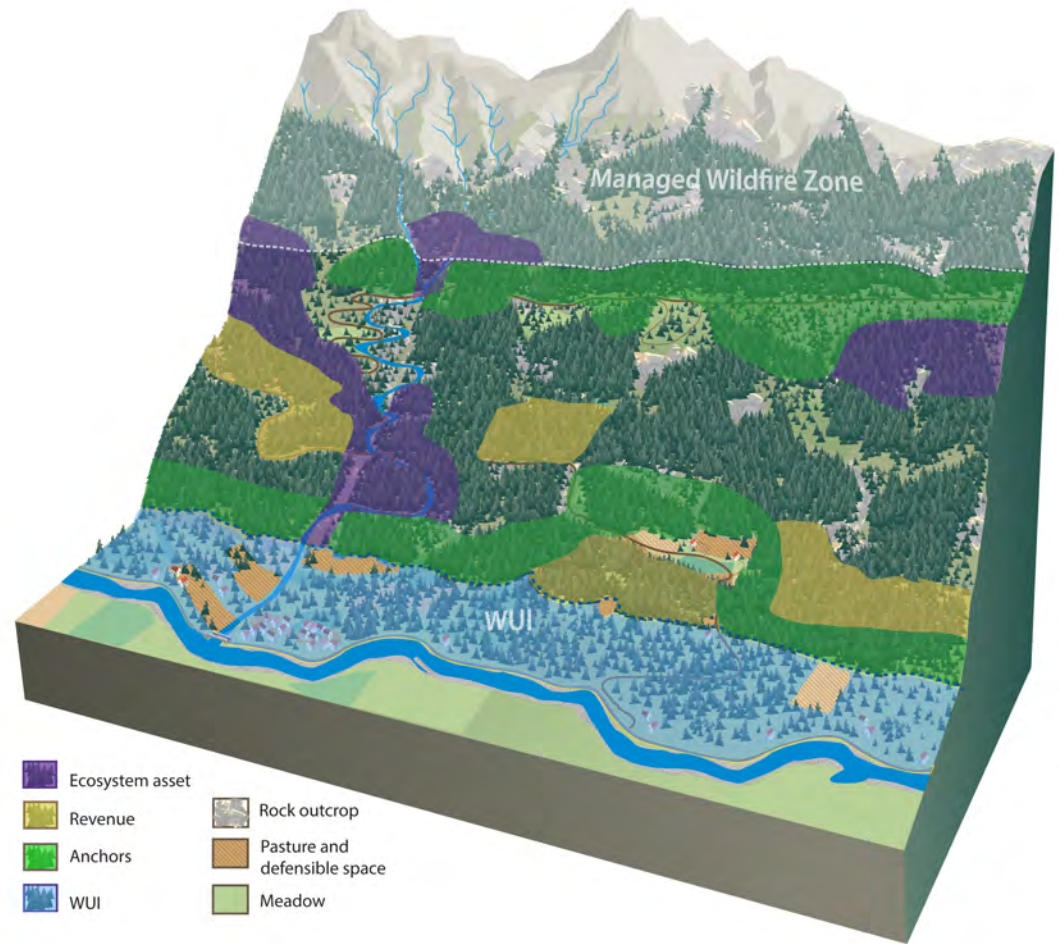 Managed Wildfire Zone
WUI
Ecosystem asset
Revenue
Anchors
WUI
Rock outcrop
Pasture and
defensible space
Meadow